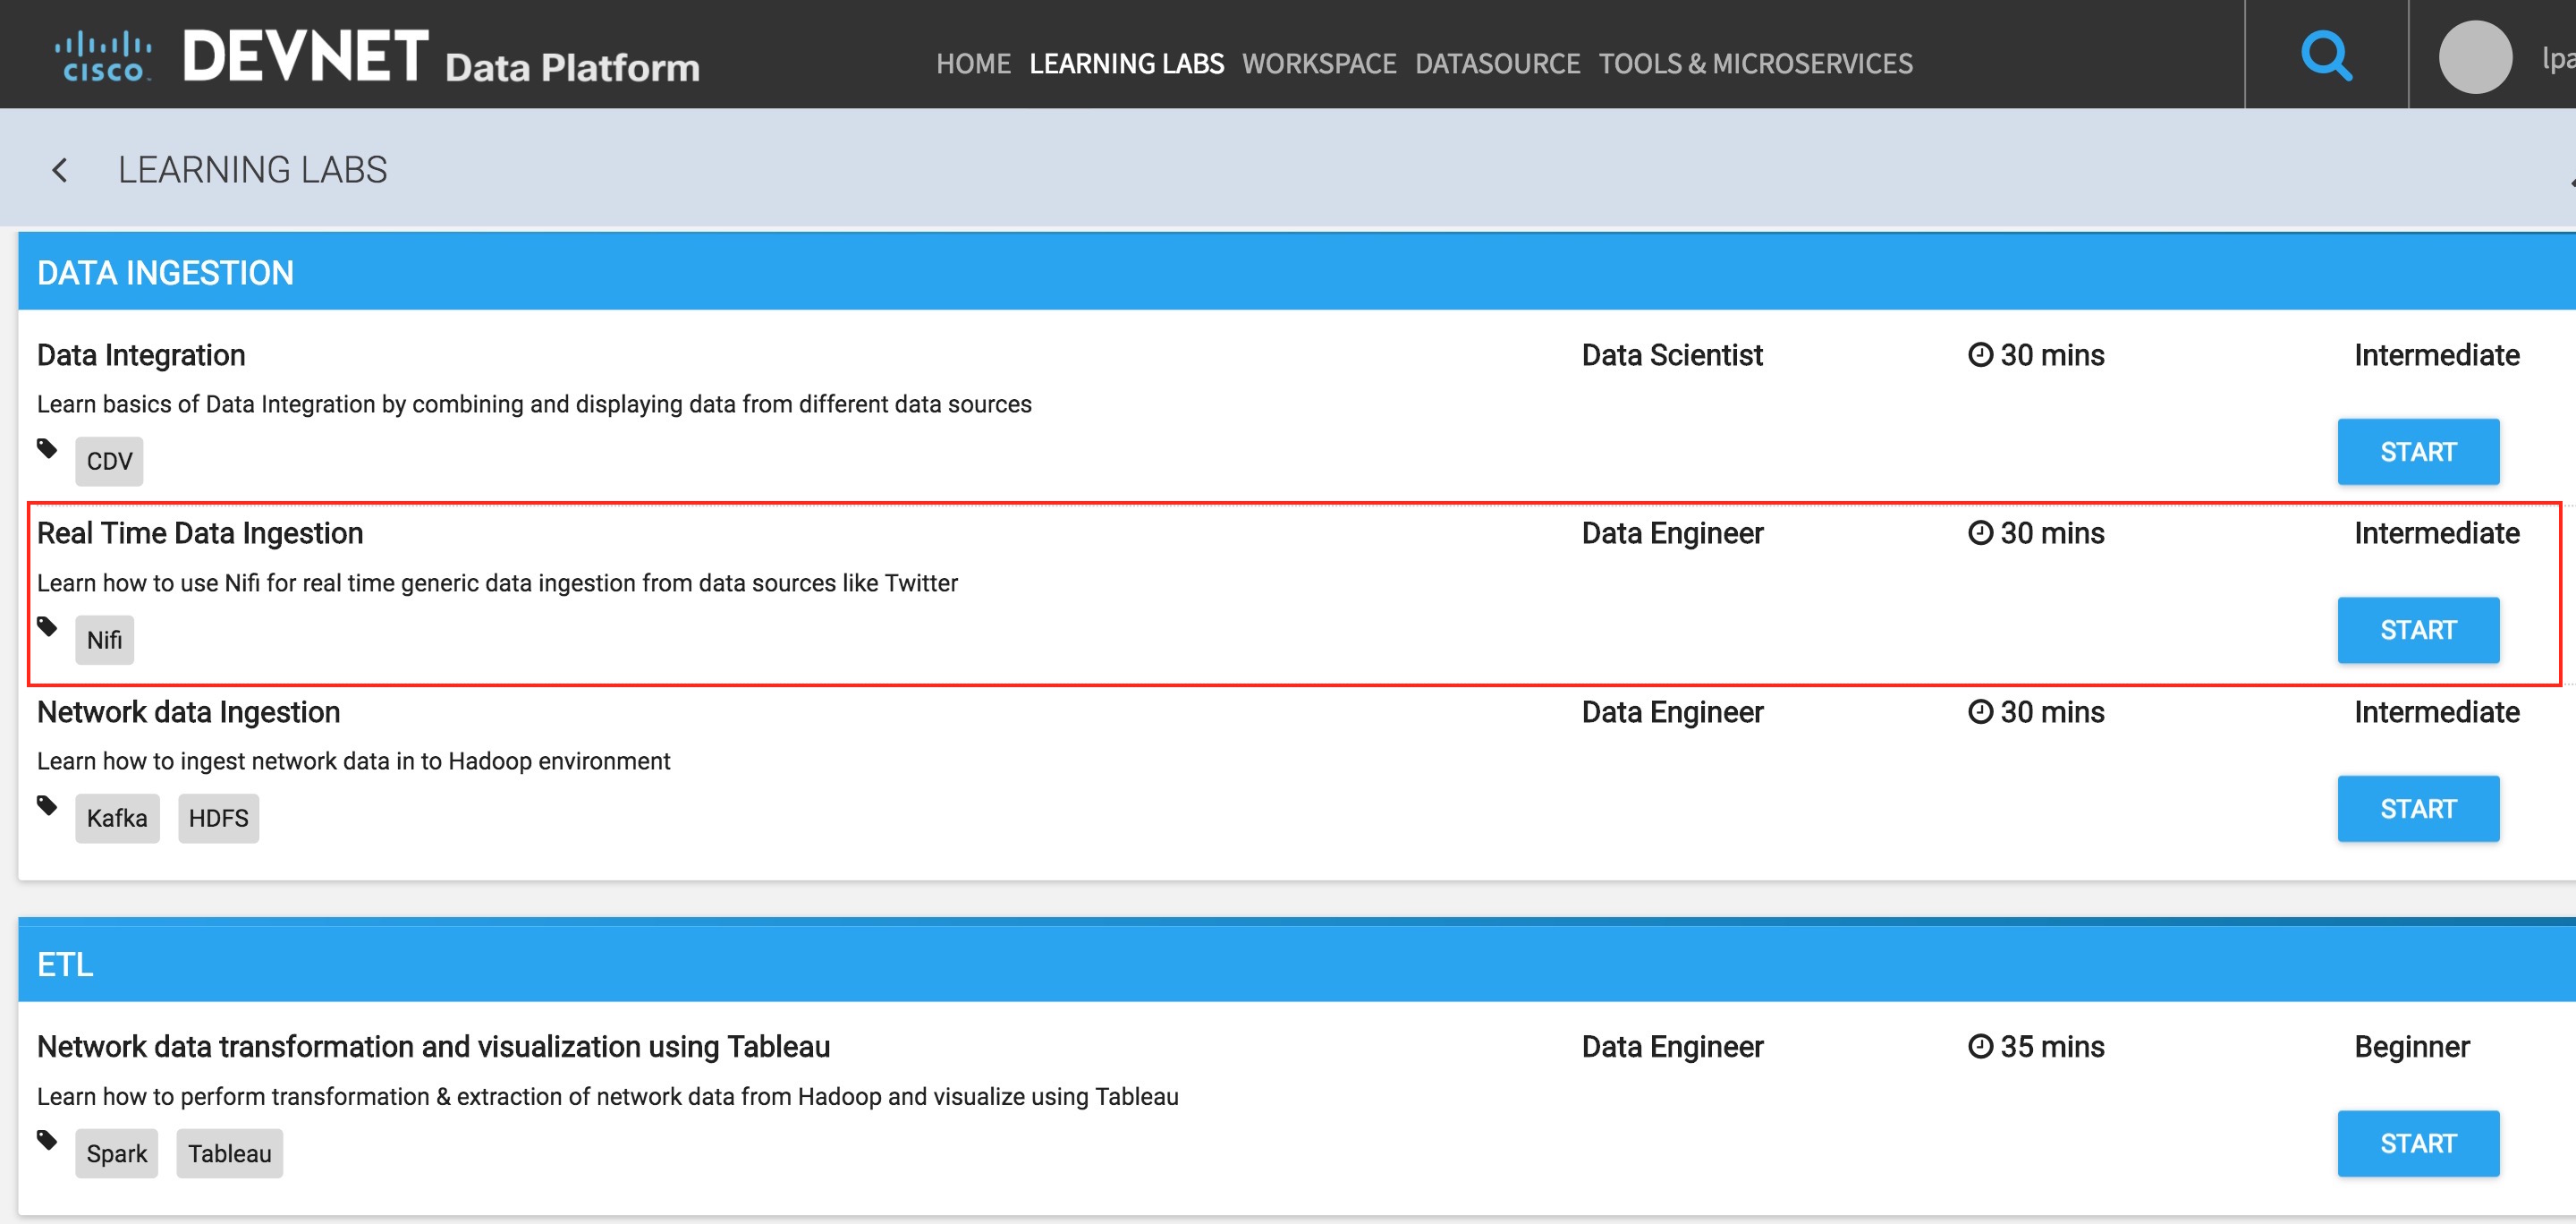 CISCO DEVNET Data Platform HOME LEARNING LABS WORKSPACE DATASOURCE TOOLS & MICROSERVICES
LEARNING LABS
DATA INGESTION
Data Integration Data Scientist 30 mins Intermediate
Learn basics of Data Integration by combining and displaying data from different data sources
CDV START
Real Time Data Ingestion Data Engineer 30 mins Intermediate
Learn how to use Nifi for real time generic data ingestion from data sources like Twitter
Nifi START
Network data Ingestion Data Engineer 30 mins Intermediate
Learn how to ingest network data in to Hadoop environment
Kafka HDFS START
ETL
Network data transformation and visualization using Tableau Data Engineer 35 mins Beginner
Learn how to perform transformation & extraction of network data from Hadoop and visualize using Tableau
Spark Tableau START